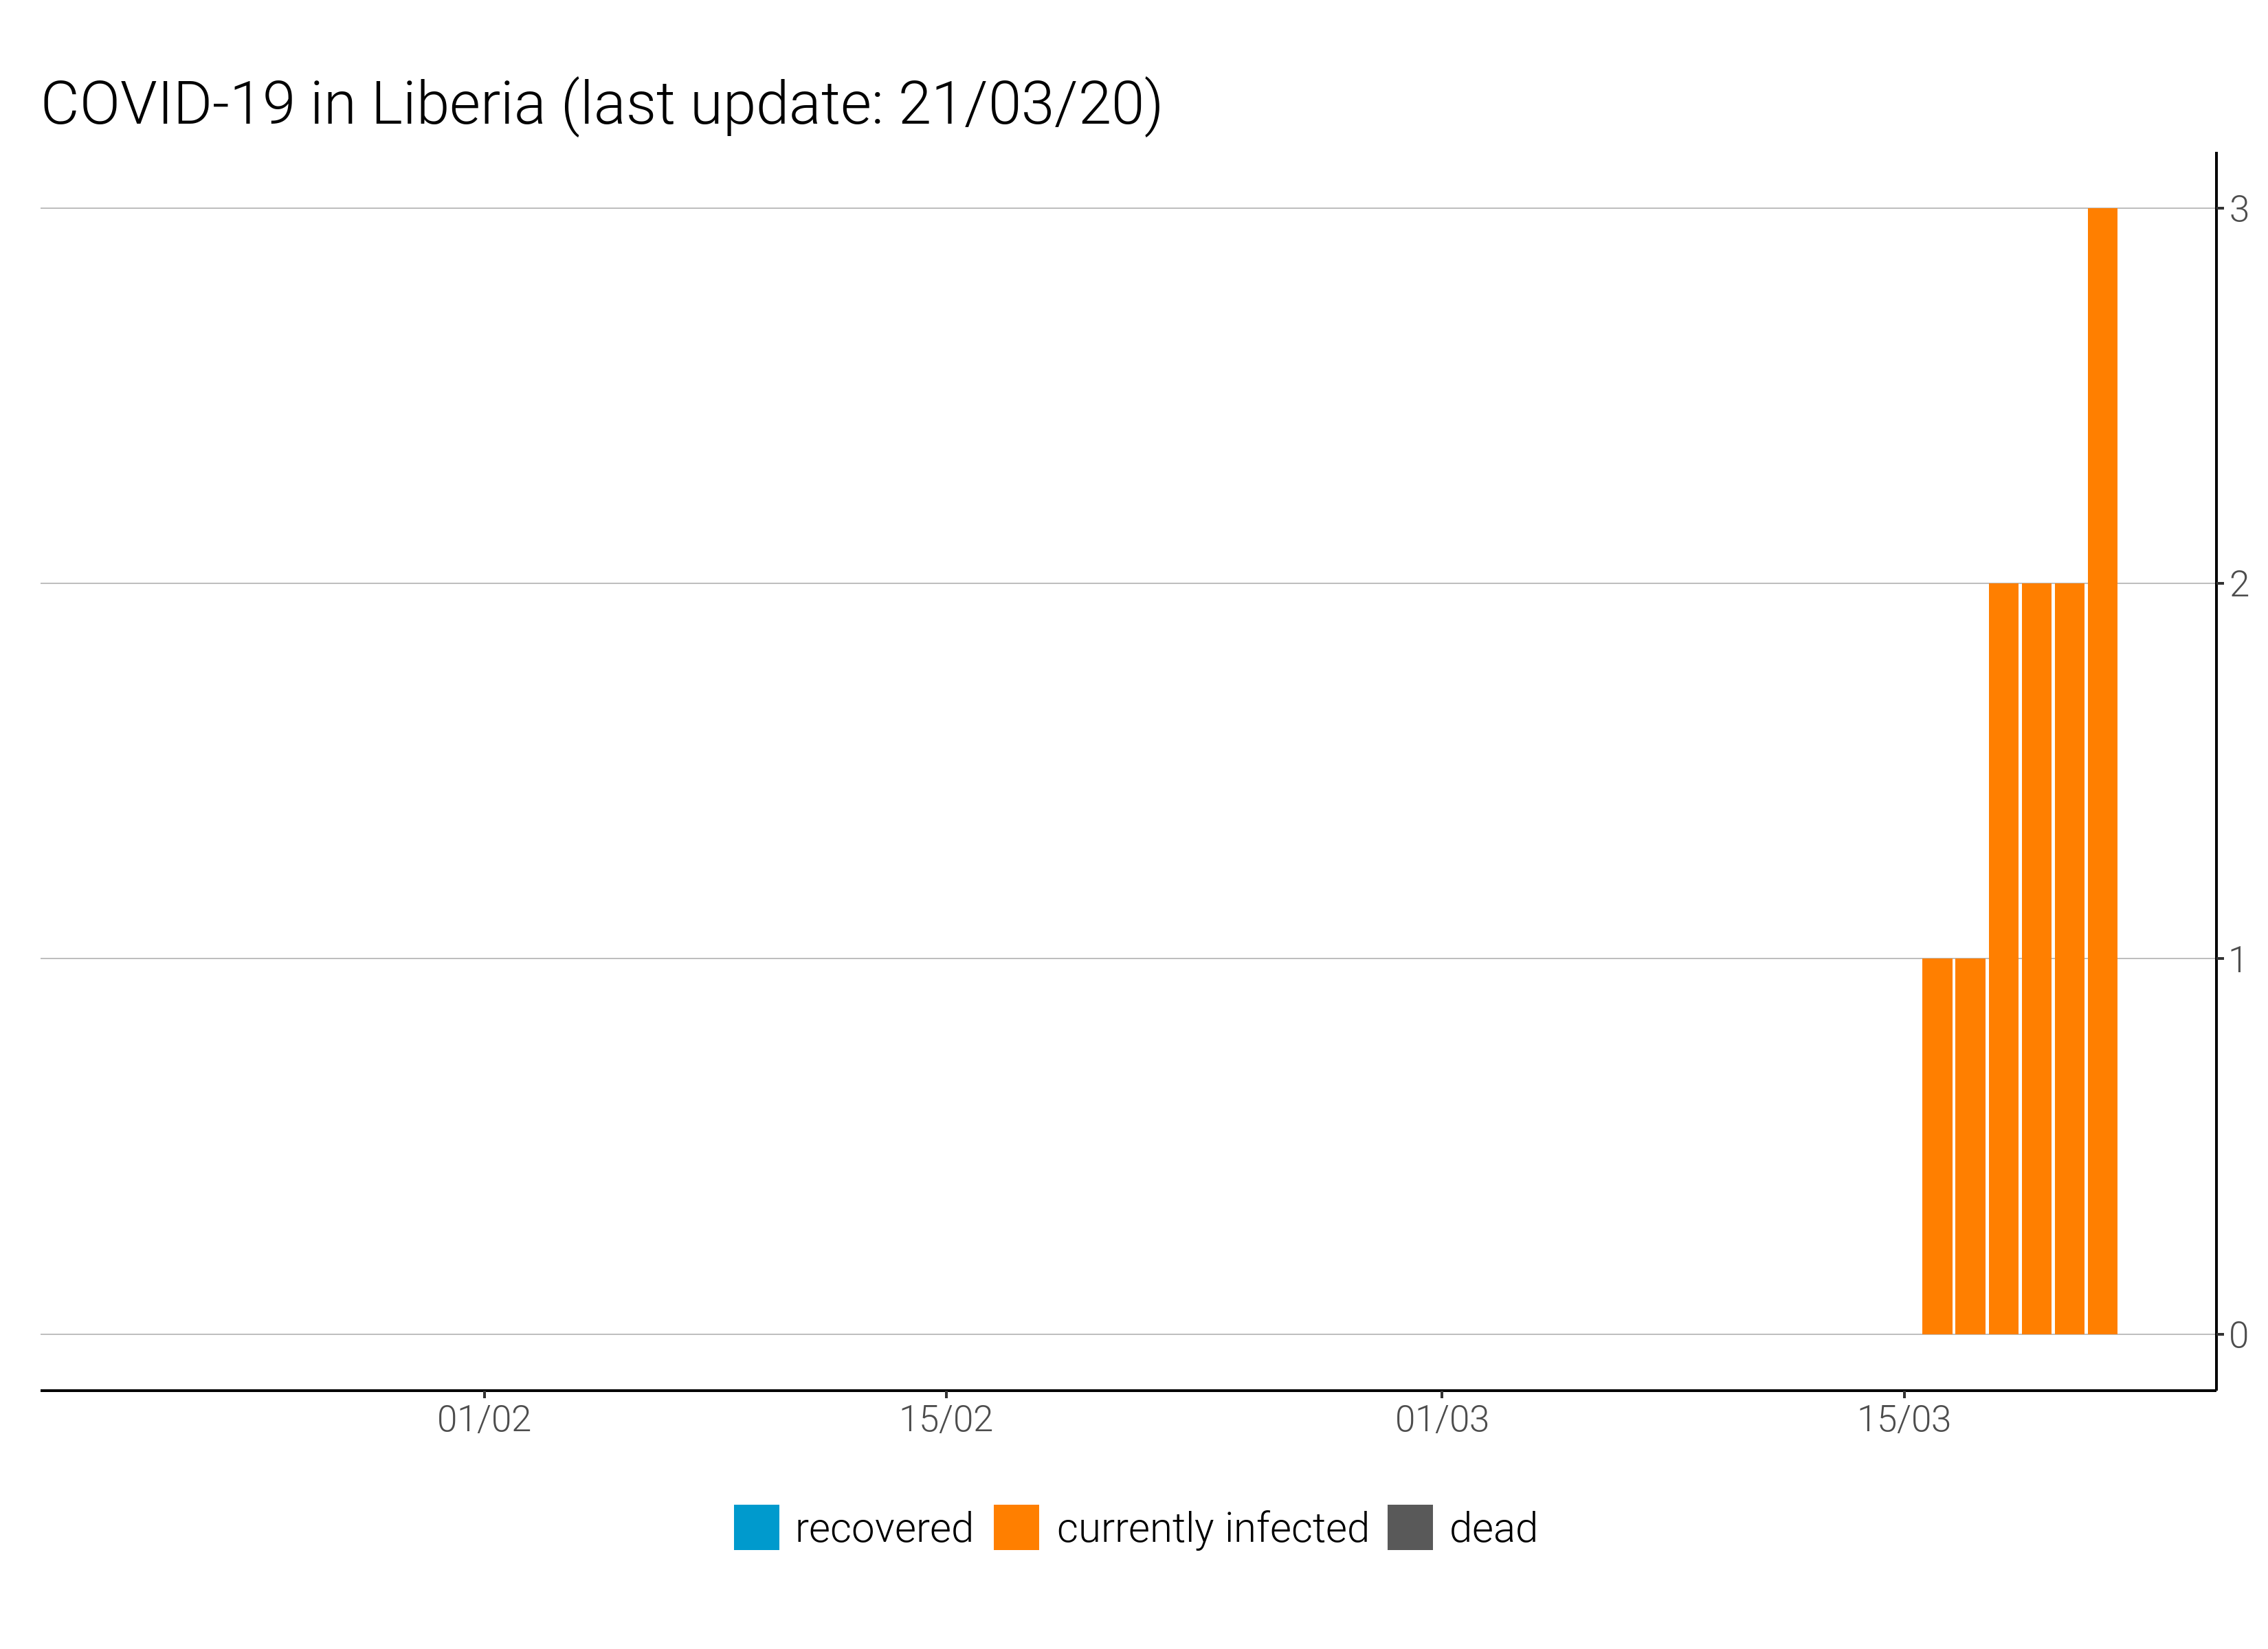 COVID-19 in Liberia (last update: 21/03/20)
3
2
1
0
01/02 15/02 01/03 15/03
recovered currently infected dead